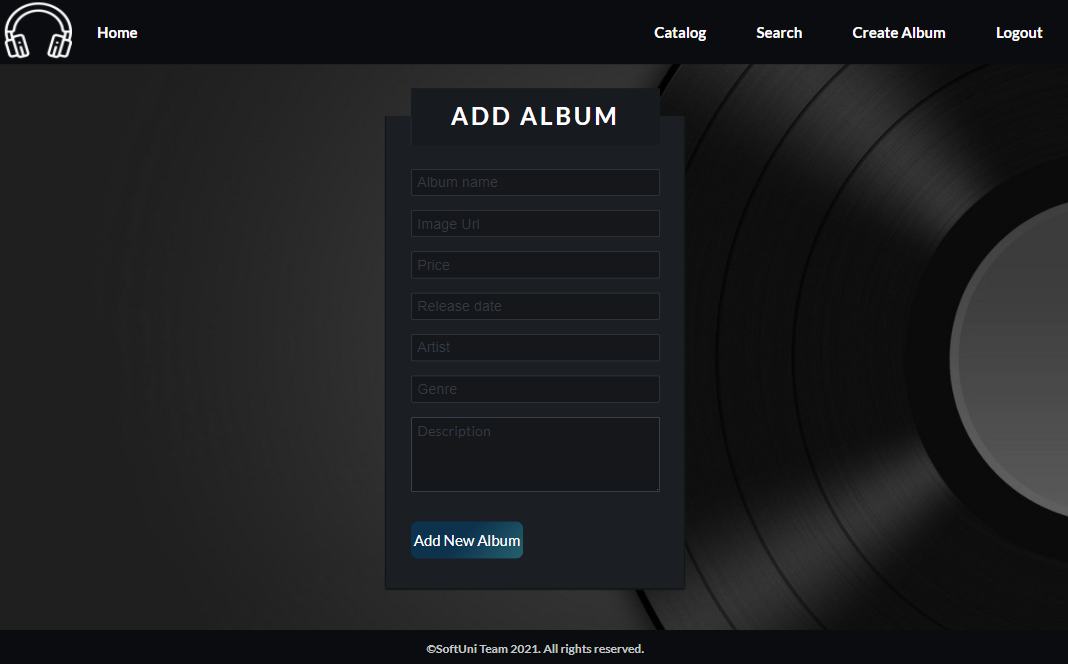 Home
Catalog
Search
Create Album
Logout
ADD ALBUM
Album name
Image Url
Price
Release date
Artist
Genre
Description
Add New Album
©SoftUni Team 2021. All rights reserved.